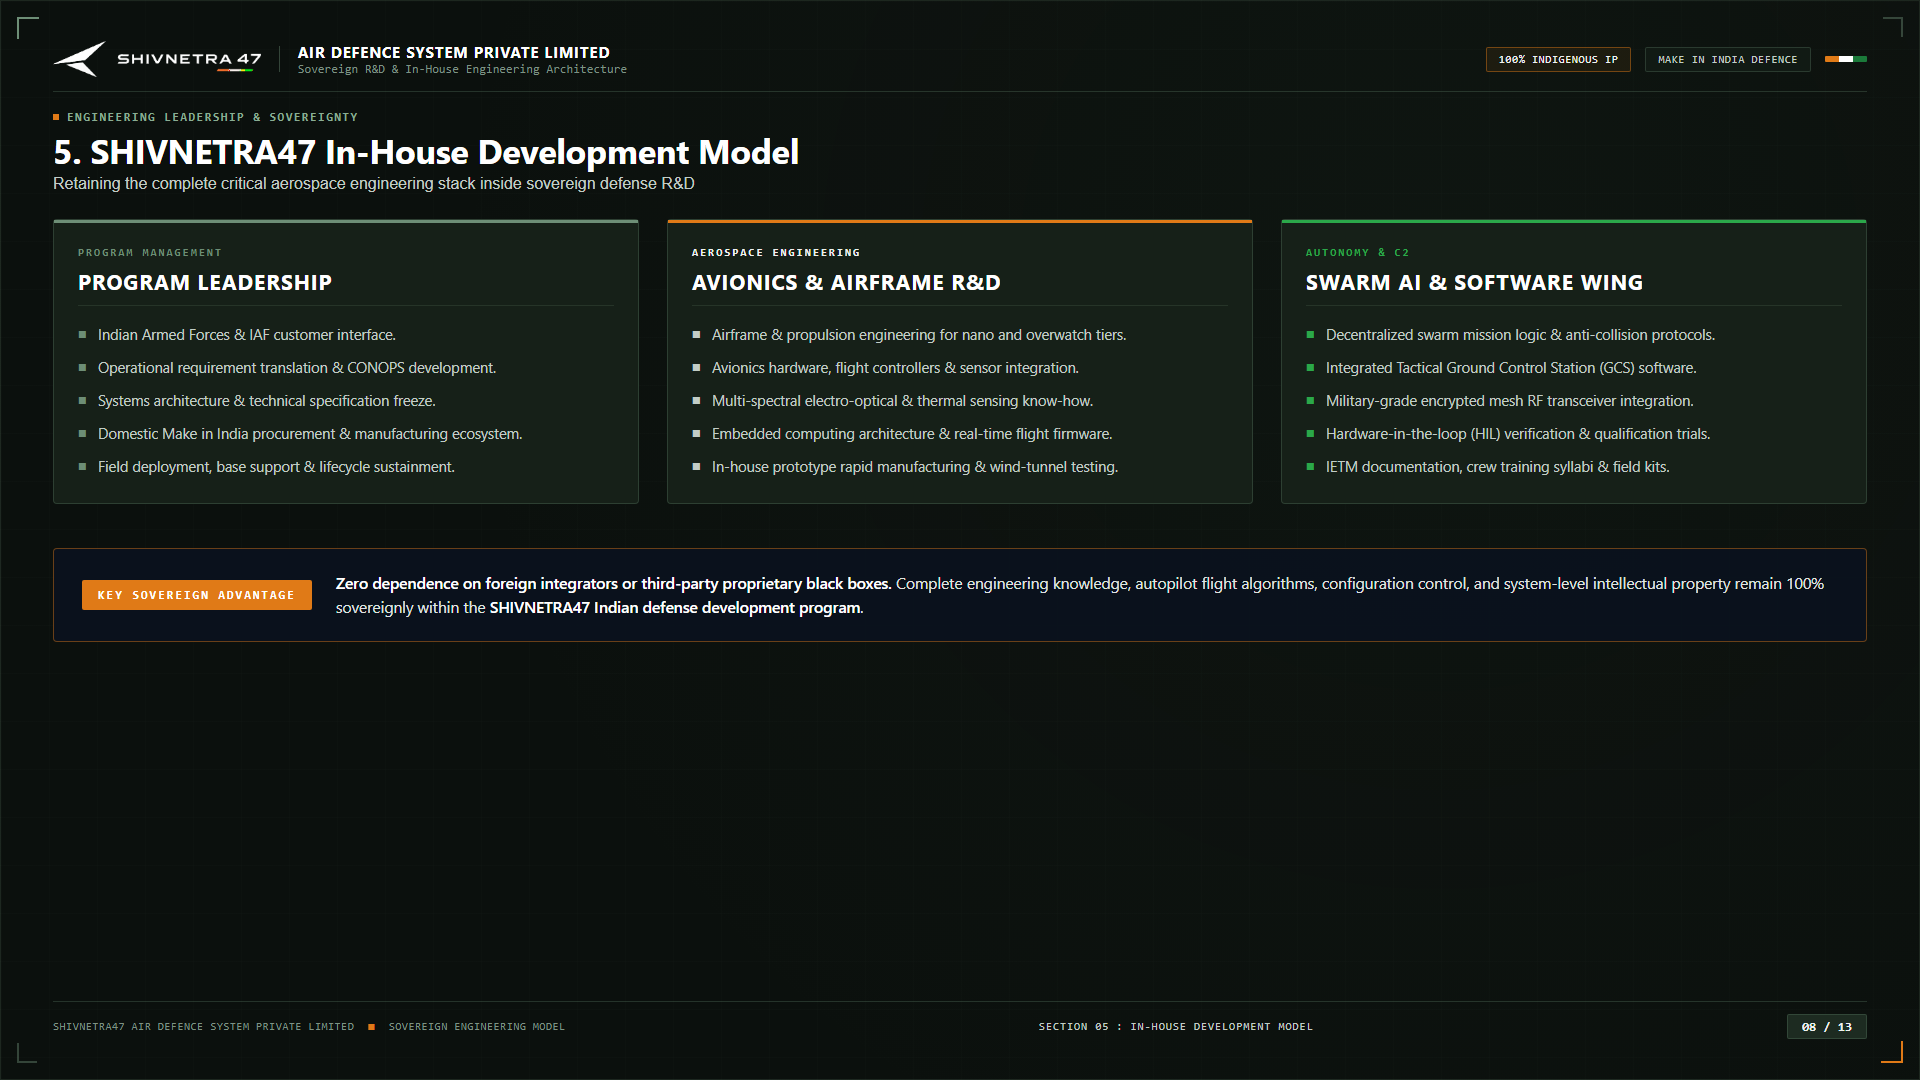 SHIVNETRA 47
AIR DEFENCE SYSTEM PRIVATE LIMITED
Sovereign R&D & In-House Engineering Architecture
100% INDIGENOUS IP
MAKE IN INDIA DEFENCE
ENGINEERING LEADERSHIP & SOVEREIGNTY
5. SHIVNETRA47 In-House Development Model
Retaining the complete critical aerospace engineering stack inside sovereign defense R&D
PROGRAM MANAGEMENT
PROGRAM LEADERSHIP
Indian Armed Forces & IAF customer interface.
Operational requirement translation & CONOPS development.
Systems architecture & technical specification freeze.
Domestic Make in India procurement & manufacturing ecosystem.
Field deployment, base support & lifecycle sustainment.
AEROSPACE ENGINEERING
AVIONICS & AIRFRAME R&D
Airframe & propulsion engineering for nano and overwatch tiers.
Avionics hardware, flight controllers & sensor integration.
Multi-spectral electro-optical & thermal sensing know-how.
Embedded computing architecture & real-time flight firmware.
In-house prototype rapid manufacturing & wind-tunnel testing.
AUTONOMY & C2
SWARM AI & SOFTWARE WING
Decentralized swarm mission logic & anti-collision protocols.
Integrated Tactical Ground Control Station (GCS) software.
Military-grade encrypted mesh RF transceiver integration.
Hardware-in-the-loop (HIL) verification & qualification trials.
IETM documentation, crew training syllabi & field kits.
KEY SOVEREIGN ADVANTAGE
Zero dependence on foreign integrators or third-party proprietary black boxes. Complete engineering knowledge, autopilot flight algorithms, configuration control, and system-level intellectual property remain 100%
sovereignly within the SHIVNETRA47 Indian defense development program.
SHIVNETRA47 AIR DEFENCE SYSTEM PRIVATE LIMITED
SOVEREIGN ENGINEERING MODEL
SECTION 05 : IN-HOUSE DEVELOPMENT MODEL
08 / 13